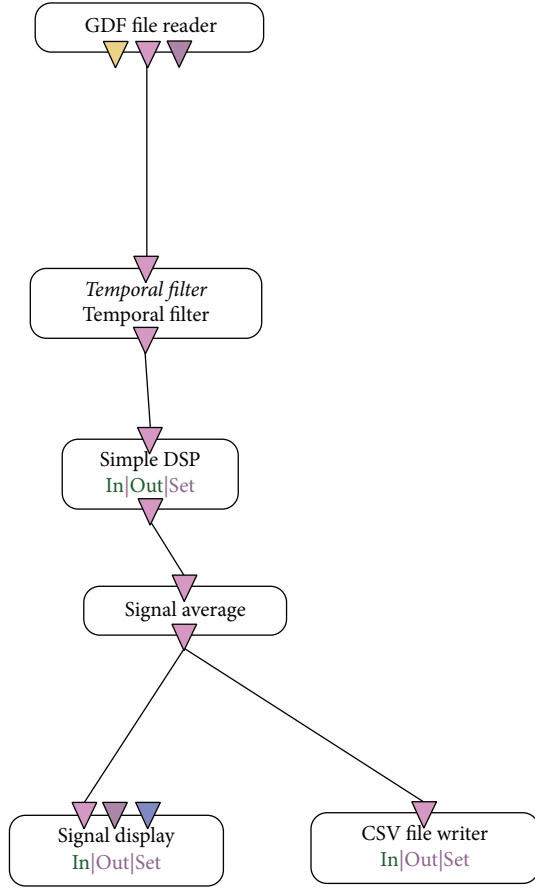 GDF file reader
Temporal filter
Temporal filter
Simple DSP
In|Out|Set
Signal average
Signal display
In|Out|Set
CSV file writer
In|Out|Set